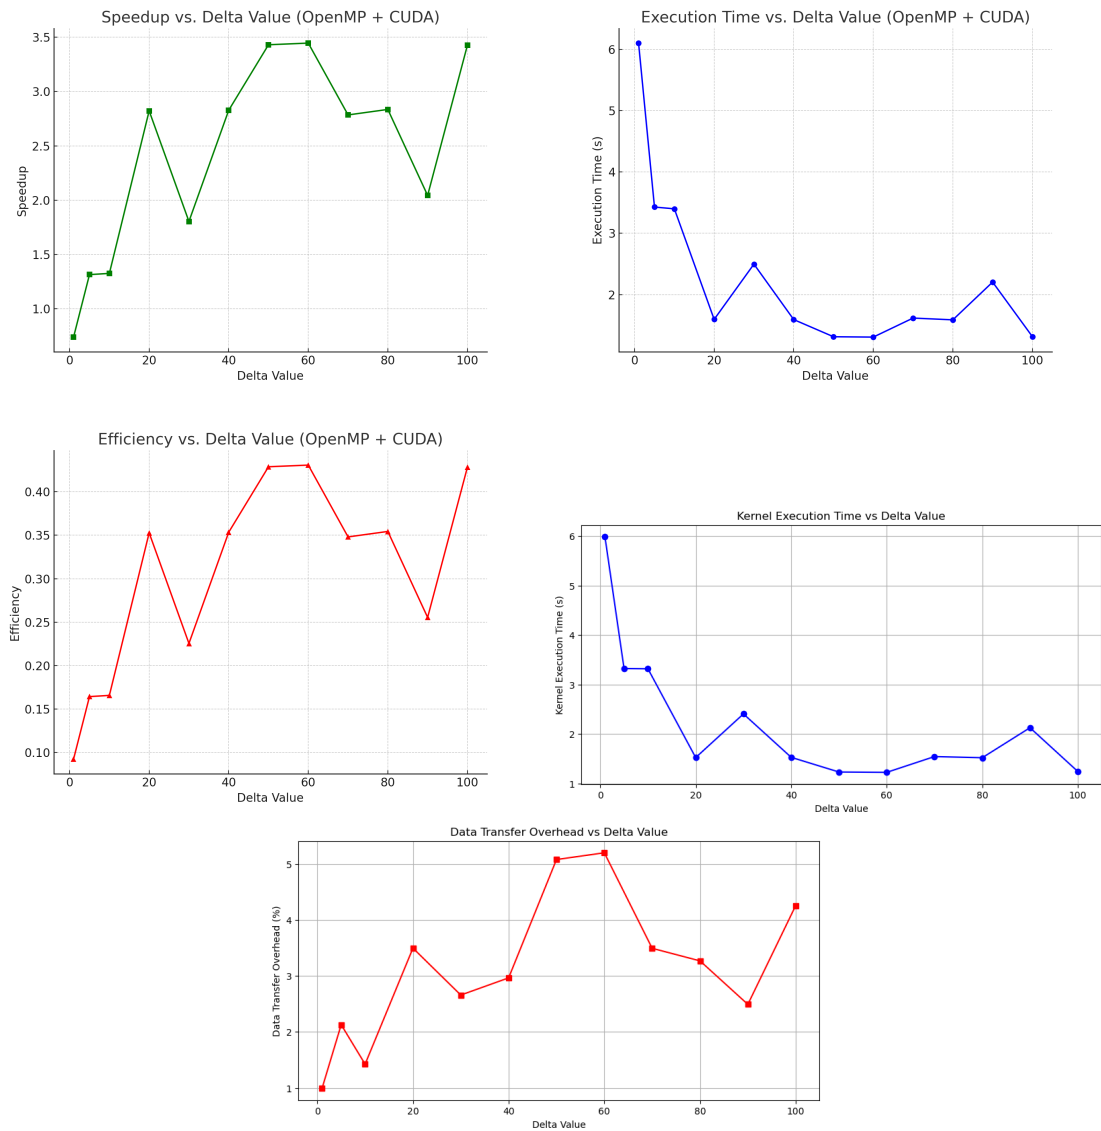 Speedup vs. Delta Value (OpenMP + CUDA)
3.5
3.0
2.5
2.0
1.5
1.0
Speedup
0 20 40 60 80 100
Delta Value
Execution Time vs. Delta Value (OpenMP + CUDA)
6
5
4
3
2
Execution Time (s)
0 20 40 60 80 100
Delta Value
Efficiency vs. Delta Value (OpenMP + CUDA)
0.40
0.35
0.30
0.25
0.20
0.15
0.10
Efficiency
0 20 40 60 80 100
Delta Value
Kernel Execution Time vs Delta Value
6
5
4
3
2
1
Kernel Execution Time (s)
0 20 40 60 80 100
Delta Value
Data Transfer Overhead vs Delta Value
5
4
3
2
1
Data Transfer Overhead (%)
0 20 40 60 80 100
Delta Value